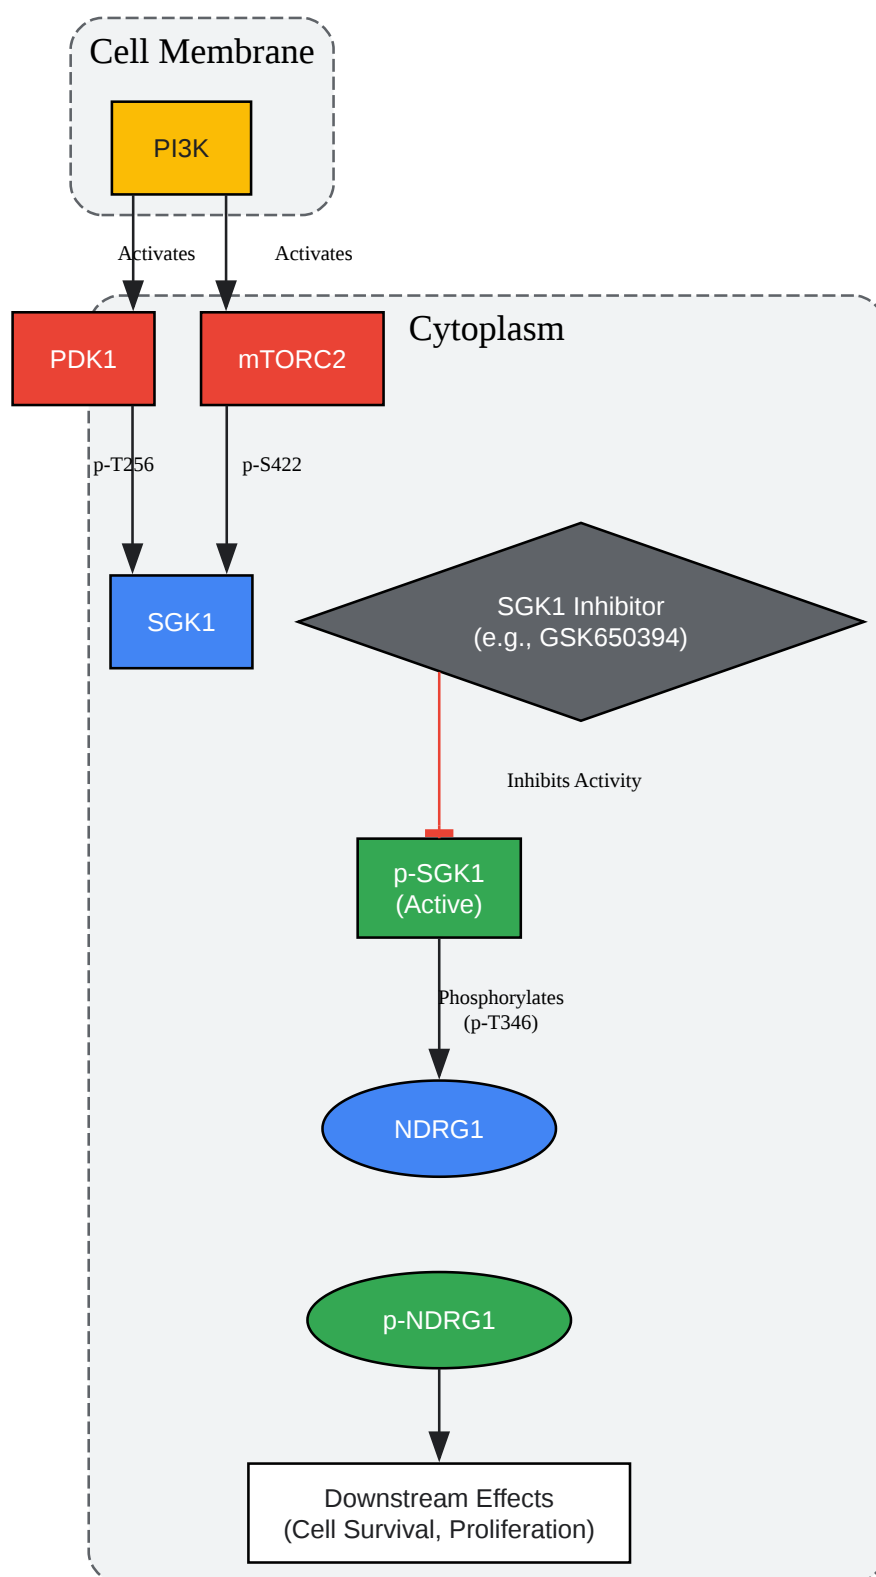 Cell Membrane
PI3K
Activates
Activates
Cytoplasm
PDK1
mTORC2
p-T256
p-S422
SGK1
SGK1 Inhibitor
(e.g., GSK650394)
Inhibits Activity
p-SGK1
(Active)
Phosphorylates
(p-T346)
NDRG1
p-NDRG1
Downstream Effects
(Cell Survival, Proliferation)